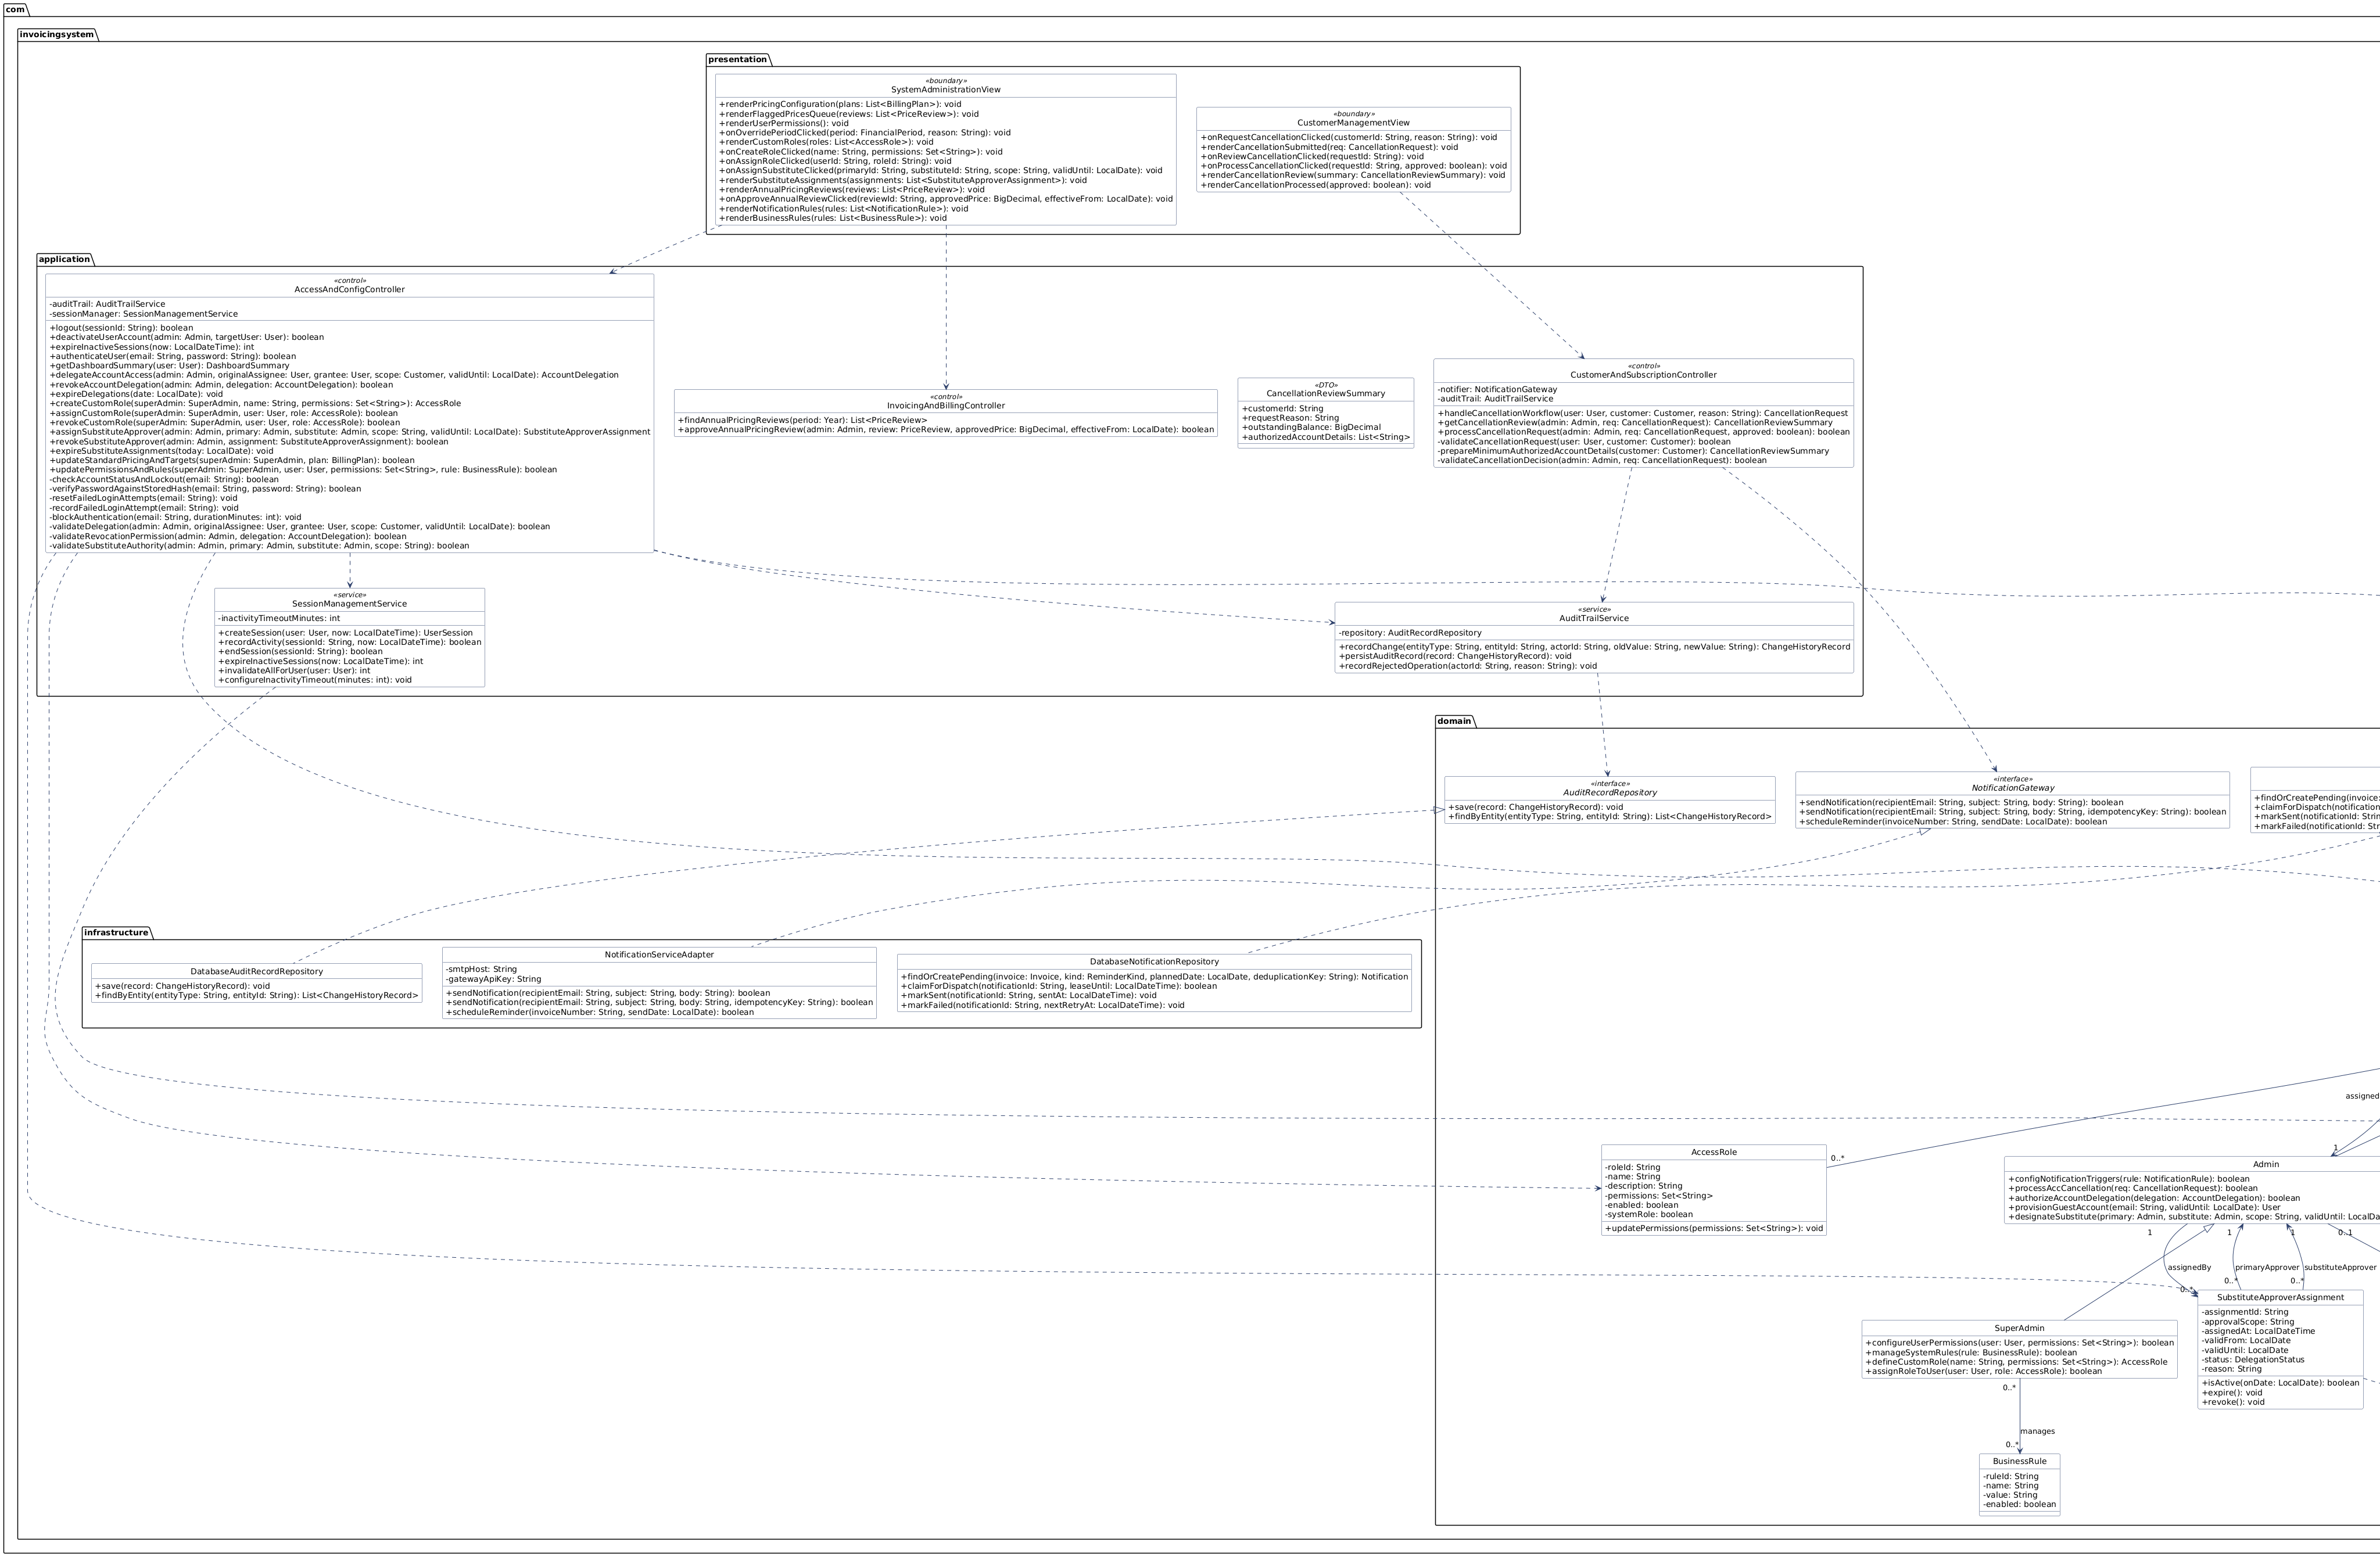 com
invoicingsystem
presentation
«boundary»
SystemAdministrationView
+renderPricingConfiguration(plans: List<BillingPlan>): void
+renderFlaggedPricesQueue(reviews: List<PriceReview>): void
+renderUserPermissions(): void
+onOverridePeriodClicked(period: FinancialPeriod, reason: String): void
+renderCustomRoles(roles: List<AccessRole>): void
+onCreateRoleClicked(name: String, permissions: Set<String>): void
+onAssignRoleClicked(userId: String, roleId: String): void
+onAssignSubstituteClicked(primaryId: String, substituteId: String, scope: String, validUntil: LocalDate): void
+renderSubstituteAssignments(assignments: List<SubstituteApproverAssignment>): void
+renderAnnualPricingReviews(reviews: List<PriceReview>): void
+onApproveAnnualReviewClicked(reviewId: String, approvedPrice: BigDecimal, effectiveFrom: LocalDate): void
+renderNotificationRules(rules: List<NotificationRule>): void
+renderBusinessRules(rules: List<BusinessRule>): void
«boundary»
CustomerManagementView
+onRequestCancellationClicked(customerId: String, reason: String): void
+renderCancellationSubmitted(req: CancellationRequest): void
+onReviewCancellationClicked(requestId: String): void
+onProcessCancellationClicked(requestId: String, approved: boolean): void
+renderCancellationReview(summary: CancellationReviewSummary): void
+renderCancellationProcessed(approved: boolean): void
application
«control»
AccessAndConfigController
-auditTrail: AuditTrailService
-sessionManager: SessionManagementService
+logout(sessionId: String): boolean
+deactivateUserAccount(admin: Admin, targetUser: User): boolean
+expireInactiveSessions(now: LocalDateTime): int
+authenticateUser(email: String, password: String): boolean
+getDashboardSummary(user: User): DashboardSummary
+delegateAccountAccess(admin: Admin, originalAssignee: User, grantee: User, scope: Customer, validUntil: LocalDate): AccountDelegation
+revokeAccountDelegation(admin: Admin, delegation: AccountDelegation): boolean
+expireDelegations(date: LocalDate): void
+createCustomRole(superAdmin: SuperAdmin, name: String, permissions: Set<String>): AccessRole
+assignCustomRole(superAdmin: SuperAdmin, user: User, role: AccessRole): boolean
+revokeCustomRole(superAdmin: SuperAdmin, user: User, role: AccessRole): boolean
+assignSubstituteApprover(admin: Admin, primary: Admin, substitute: Admin, scope: String, validUntil: LocalDate): SubstituteApproverAssignment
+revokeSubstituteApprover(admin: Admin, assignment: SubstituteApproverAssignment): boolean
+expireSubstituteAssignments(today: LocalDate): void
+updateStandardPricingAndTargets(superAdmin: SuperAdmin, plan: BillingPlan): boolean
+updatePermissionsAndRules(superAdmin: SuperAdmin, user: User, permissions: Set<String>, rule: BusinessRule): boolean
-checkAccountStatusAndLockout(email: String): boolean
-verifyPasswordAgainstStoredHash(email: String, password: String): boolean
-resetFailedLoginAttempts(email: String): void
-recordFailedLoginAttempt(email: String): void
-blockAuthentication(email: String, durationMinutes: int): void
-validateDelegation(admin: Admin, originalAssignee: User, grantee: User, scope: Customer, validUntil: LocalDate): boolean
-validateRevocationPermission(admin: Admin, delegation: AccountDelegation): boolean
-validateSubstituteAuthority(admin: Admin, primary: Admin, substitute: Admin, scope: String): boolean
«control»
InvoicingAndBillingController
+findAnnualPricingReviews(period: Year): List<PriceReview>
+approveAnnualPricingReview(admin: Admin, review: PriceReview, approvedPrice: BigDecimal, effectiveFrom: LocalDate): boolean
«DTO»
CancellationReviewSummary
+customerId: String
+requestReason: String
+outstandingBalance: BigDecimal
+authorizedAccountDetails: List<String>
«control»
CustomerAndSubscriptionController
-notifier: NotificationGateway
-auditTrail: AuditTrailService
+handleCancellationWorkflow(user: User, customer: Customer, reason: String): CancellationRequest
+getCancellationReview(admin: Admin, req: CancellationRequest): CancellationReviewSummary
+processCancellationRequest(admin: Admin, req: CancellationRequest, approved: boolean): boolean
-validateCancellationRequest(user: User, customer: Customer): boolean
-prepareMinimumAuthorizedAccountDetails(customer: Customer): CancellationReviewSummary
-validateCancellationDecision(admin: Admin, req: CancellationRequest): boolean
«service»
SessionManagementService
-inactivityTimeoutMinutes: int
+createSession(user: User, now: LocalDateTime): UserSession
+recordActivity(sessionId: String, now: LocalDateTime): boolean
+endSession(sessionId: String): boolean
+expireInactiveSessions(now: LocalDateTime): int
+invalidateAllForUser(user: User): int
+configureInactivityTimeout(minutes: int): void
«service»
AuditTrailService
-repository: AuditRecordRepository
+recordChange(entityType: String, entityId: String, actorId: String, oldValue: String, newValue: String): ChangeHistoryRecord
+persistAuditRecord(record: ChangeHistoryRecord): void
+recordRejectedOperation(actorId: String, reason: String): void
domain
«interface»
AuditRecordRepository
+save(record: ChangeHistoryRecord): void
+findByEntity(entityType: String, entityId: String): List<ChangeHistoryRecord>
«interface»
NotificationGateway
+sendNotification(recipientEmail: String, subject: String, body: String): boolean
+sendNotification(recipientEmail: String, subject: String, body: String, idempotencyKey: String): boolean
+scheduleReminder(invoiceNumber: String, sendDate: LocalDate): boolean
+findOrCreatePending(invoice:
+claimForDispatch(notification
+markSent(notificationId: String
+markFailed(notificationId: Str
infrastructure
DatabaseAuditRecordRepository
+save(record: ChangeHistoryRecord): void
+findByEntity(entityType: String, entityId: String): List<ChangeHistoryRecord>
NotificationServiceAdapter
-smtpHost: String
-gatewayApiKey: String
+sendNotification(recipientEmail: String, subject: String, body: String): boolean
+sendNotification(recipientEmail: String, subject: String, body: String, idempotencyKey: String): boolean
+scheduleReminder(invoiceNumber: String, sendDate: LocalDate): boolean
DatabaseNotificationRepository
+findOrCreatePending(invoice: Invoice, kind: ReminderKind, plannedDate: LocalDate, deduplicationKey: String): Notification
+claimForDispatch(notificationId: String, leaseUntil: LocalDateTime): boolean
+markSent(notificationId: String, sentAt: LocalDateTime): void
+markFailed(notificationId: String, nextRetryAt: LocalDateTime): void
assigned
AccessRole
-roleId: String
-name: String
-description: String
-permissions: Set<String>
-enabled: boolean
-systemRole: boolean
+updatePermissions(permissions: Set<String>): void
0..*
1
Admin
+configNotificationTriggers(rule: NotificationRule): boolean
+processAccCancellation(req: CancellationRequest): boolean
+authorizeAccountDelegation(delegation: AccountDelegation): boolean
+provisionGuestAccount(email: String, validUntil: LocalDate): User
+designateSubstitute(primary: Admin, substitute: Admin, scope: String, validUntil: LocalDa
1
1
1
0..1
assignedBy
primaryApprover
substituteApprover
0..*
0..*
0..*
SubstituteApproverAssignment
-assignmentId: String
-approvalScope: String
-assignedAt: LocalDateTime
-validFrom: LocalDate
-validUntil: LocalDate
-status: DelegationStatus
-reason: String
+isActive(onDate: LocalDate): boolean
+expire(): void
+revoke(): void
SuperAdmin
+configureUserPermissions(user: User, permissions: Set<String>): boolean
+manageSystemRules(rule: BusinessRule): boolean
+defineCustomRole(name: String, permissions: Set<String>): AccessRole
+assignRoleToUser(user: User, role: AccessRole): boolean
0..*
manages
0..*
BusinessRule
-ruleId: String
-name: String
-value: String
-enabled: boolean